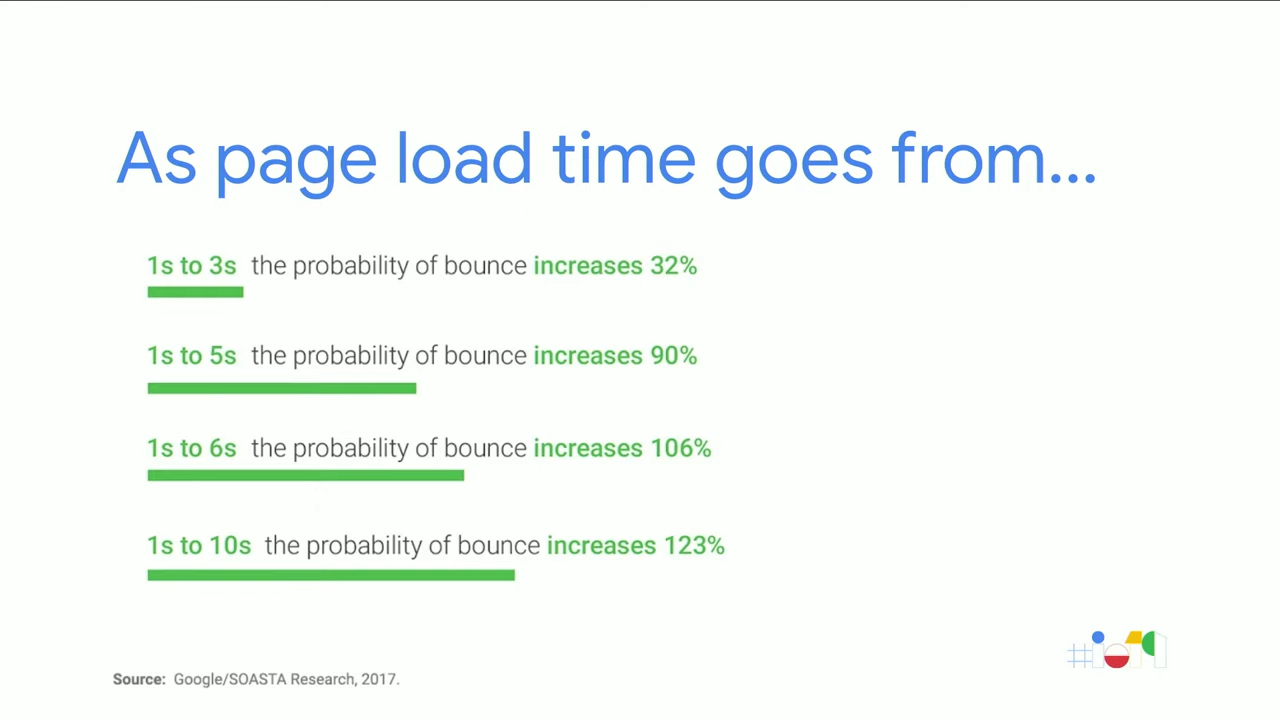 As page load time goes from...
1s to 3s the probability of bounce increases 32%
1s to 5s the probability of bounce increases 90%
1s to 6s the probability of bounce increases 106%
1s to 10s the probability of bounce increases 123%
#io19
Source: Google/SOASTA Research, 2017.